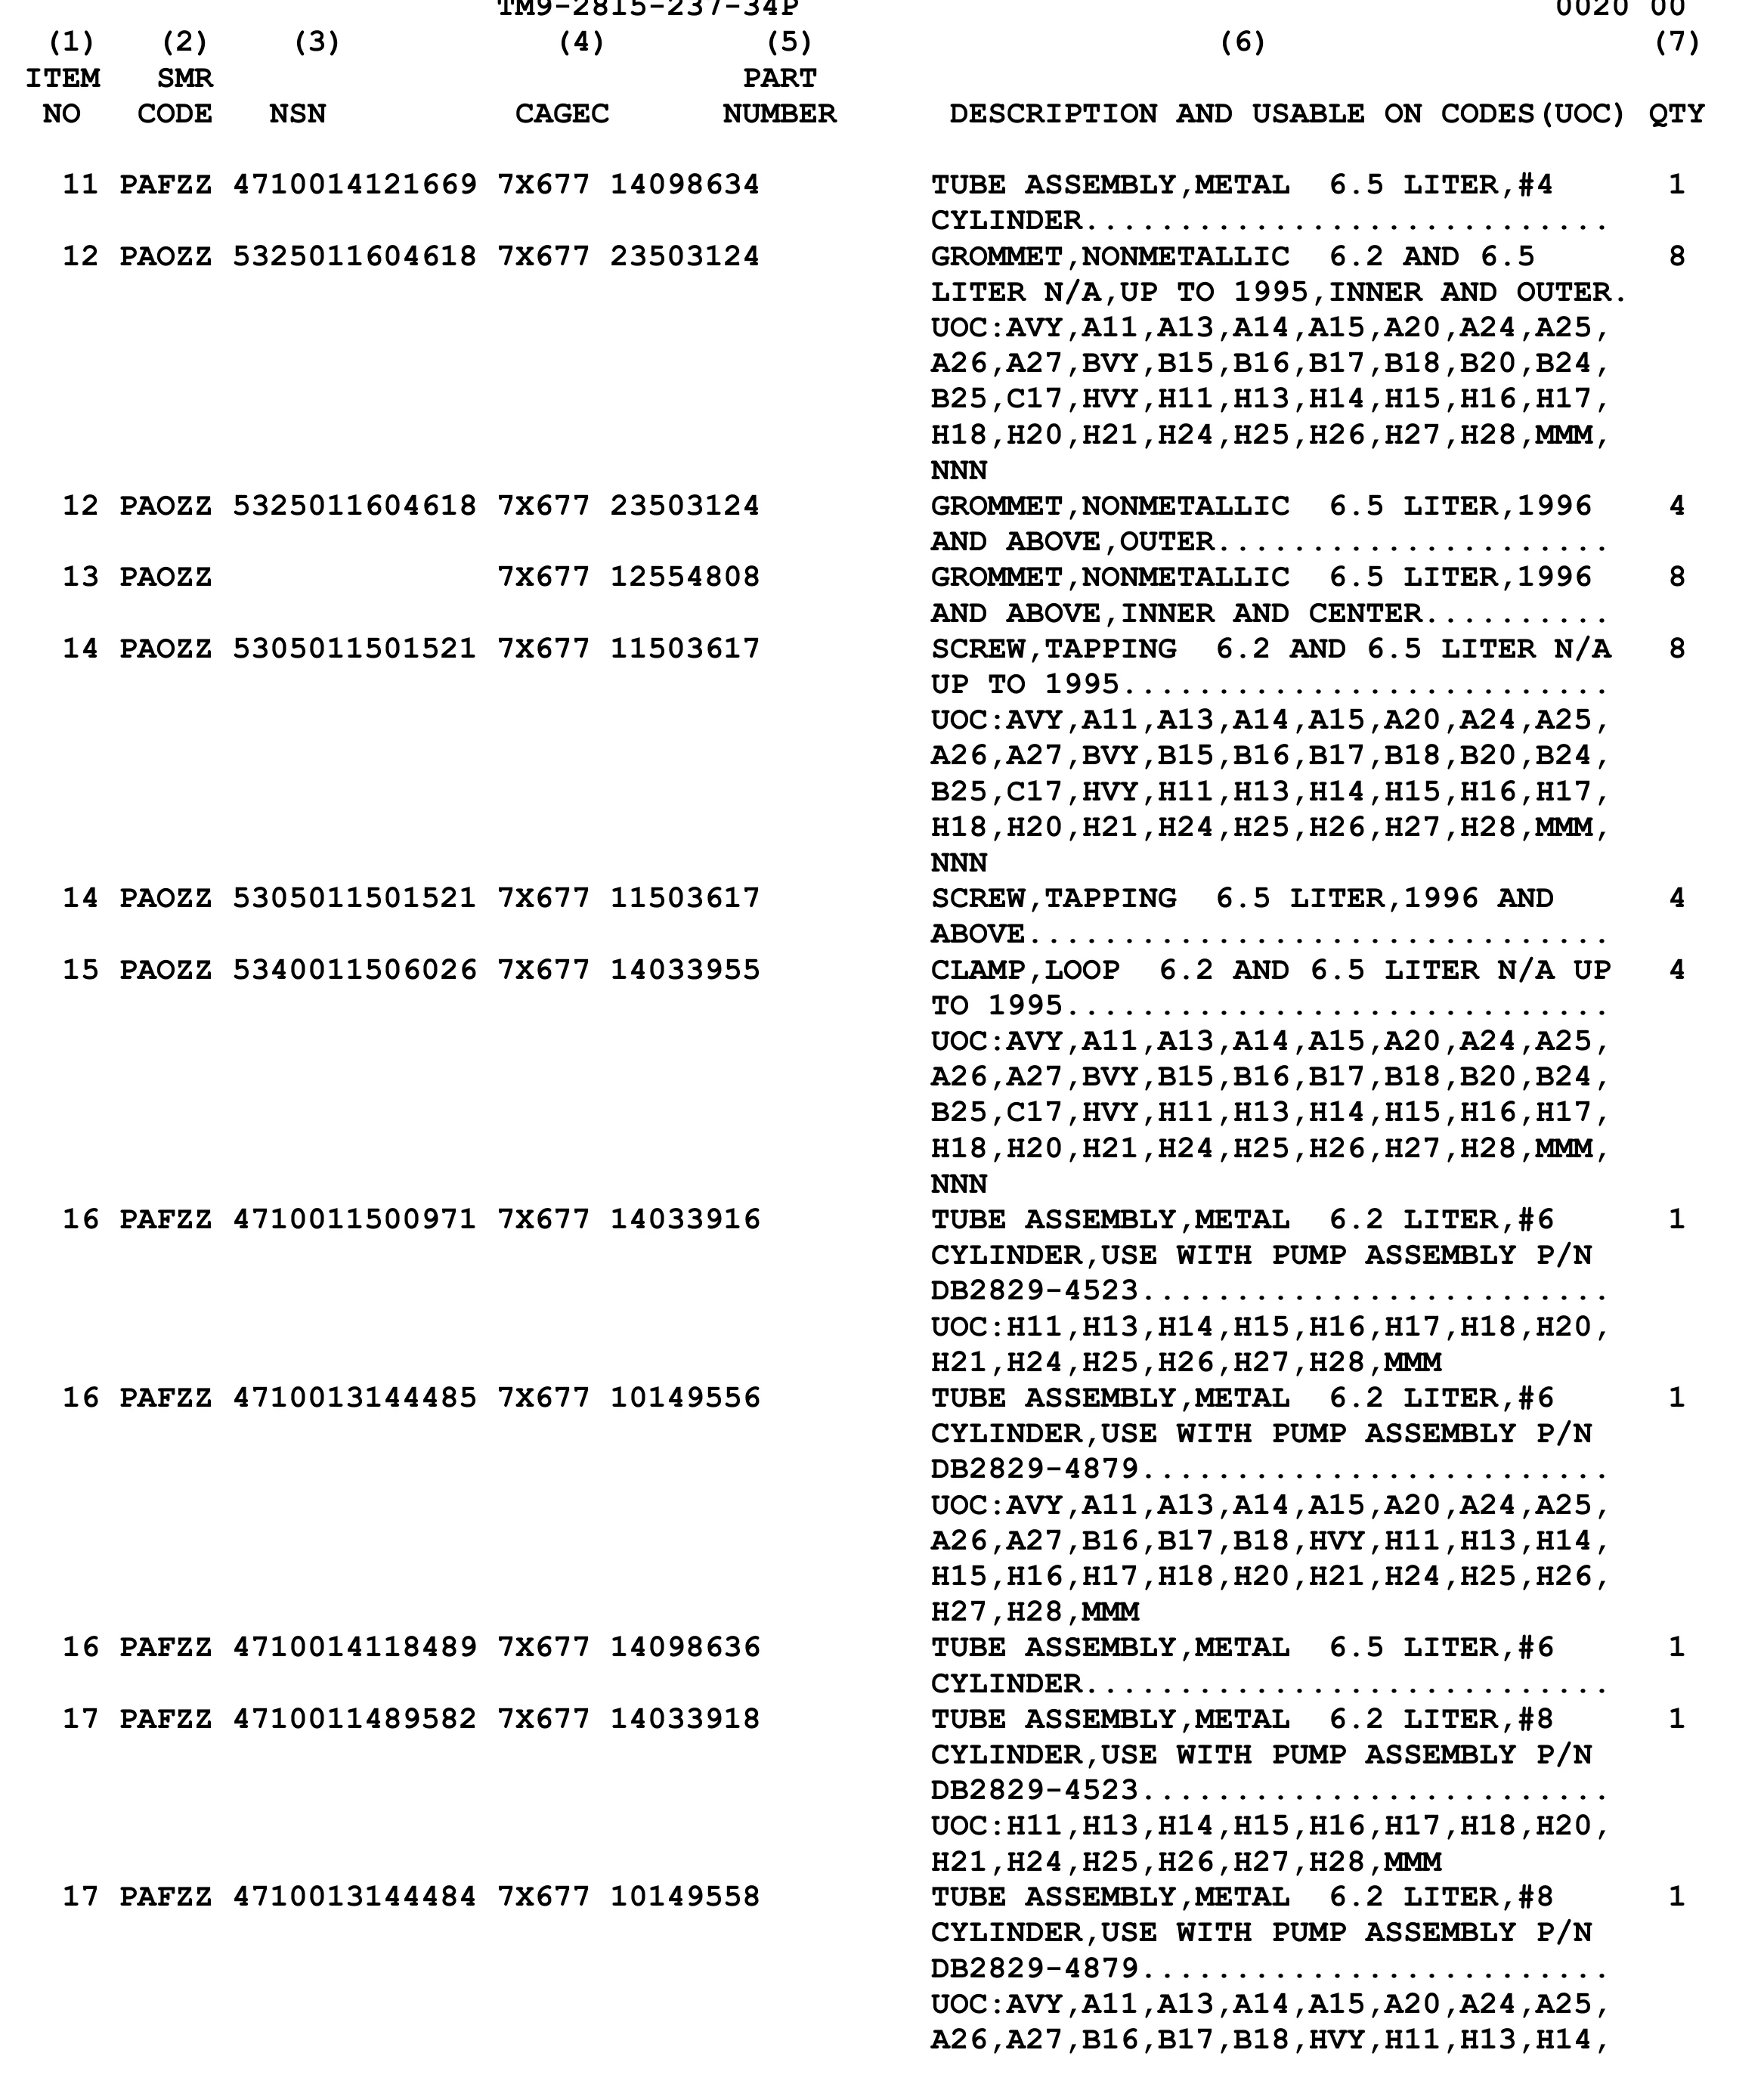 TM9-2815-237-34P 0020 00
(1) (2) (3) (4) (5) (6) (7)
ITEM SMR PART
NO CODE NSN CAGEC NUMBER DESCRIPTION AND USABLE ON CODES(UOC) QTY
11 PAFZZ 4710014121669 7X677 14098634 TUBE ASSEMBLY,METAL 6.5 LITER,#4 1
CYLINDER............................
12 PAOZZ 5325011604618 7X677 23503124 GROMMET,NONMETALLIC 6.2 AND 6.5 8
LITER N/A,UP TO 1995,INNER AND OUTER.
UOC:AVY,A11,A13,A14,A15,A20,A24,A25,
A26,A27,BVY,B15,B16,B17,B18,B20,B24,
B25,C17,HVY,H11,H13,H14,H15,H16,H17,
H18,H20,H21,H24,H25,H26,H27,H28,MMM,
NNN
12 PAOZZ 5325011604618 7X677 23503124 GROMMET,NONMETALLIC 6.5 LITER,1996 4
AND ABOVE,OUTER.....................
13 PAOZZ 7X677 12554808 GROMMET,NONMETALLIC 6.5 LITER,1996 8
AND ABOVE,INNER AND CENTER..........
14 PAOZZ 5305011501521 7X677 11503617 SCREW,TAPPING 6.2 AND 6.5 LITER N/A 8
UP TO 1995..........................
UOC:AVY,A11,A13,A14,A15,A20,A24,A25,
A26,A27,BVY,B15,B16,B17,B18,B20,B24,
B25,C17,HVY,H11,H13,H14,H15,H16,H17,
H18,H20,H21,H24,H25,H26,H27,H28,MMM,
NNN
14 PAOZZ 5305011501521 7X677 11503617 SCREW,TAPPING 6.5 LITER,1996 AND 4
ABOVE...............................
15 PAOZZ 5340011506026 7X677 14033955 CLAMP,LOOP 6.2 AND 6.5 LITER N/A UP 4
TO 1995.............................
UOC:AVY,A11,A13,A14,A15,A20,A24,A25,
A26,A27,BVY,B15,B16,B17,B18,B20,B24,
B25,C17,HVY,H11,H13,H14,H15,H16,H17,
H18,H20,H21,H24,H25,H26,H27,H28,MMM,
NNN
16 PAFZZ 4710011500971 7X677 14033916 TUBE ASSEMBLY,METAL 6.2 LITER,#6 1
CYLINDER,USE WITH PUMP ASSEMBLY P/N
DB2829-4523.........................
UOC:H11,H13,H14,H15,H16,H17,H18,H20,
H21,H24,H25,H26,H27,H28,MMM
16 PAFZZ 4710013144485 7X677 10149556 TUBE ASSEMBLY,METAL 6.2 LITER,#6 1
CYLINDER,USE WITH PUMP ASSEMBLY P/N
DB2829-4879.........................
UOC:AVY,A11,A13,A14,A15,A20,A24,A25,
A26,A27,B16,B17,B18,HVY,H11,H13,H14,
H15,H16,H17,H18,H20,H21,H24,H25,H26,
H27,H28,MMM
16 PAFZZ 4710014118489 7X677 14098636 TUBE ASSEMBLY,METAL 6.5 LITER,#6 1
CYLINDER............................
17 PAFZZ 4710011489582 7X677 14033918 TUBE ASSEMBLY,METAL 6.2 LITER,#8 1
CYLINDER,USE WITH PUMP ASSEMBLY P/N
DB2829-4523.........................
UOC:H11,H13,H14,H15,H16,H17,H18,H20,
H21,H24,H25,H26,H27,H28,MMM
17 PAFZZ 4710013144484 7X677 10149558 TUBE ASSEMBLY,METAL 6.2 LITER,#8 1
CYLINDER,USE WITH PUMP ASSEMBLY P/N
DB2829-4879.........................
UOC:AVY,A11,A13,A14,A15,A20,A24,A25,
A26,A27,B16,B17,B18,HVY,H11,H13,H14,